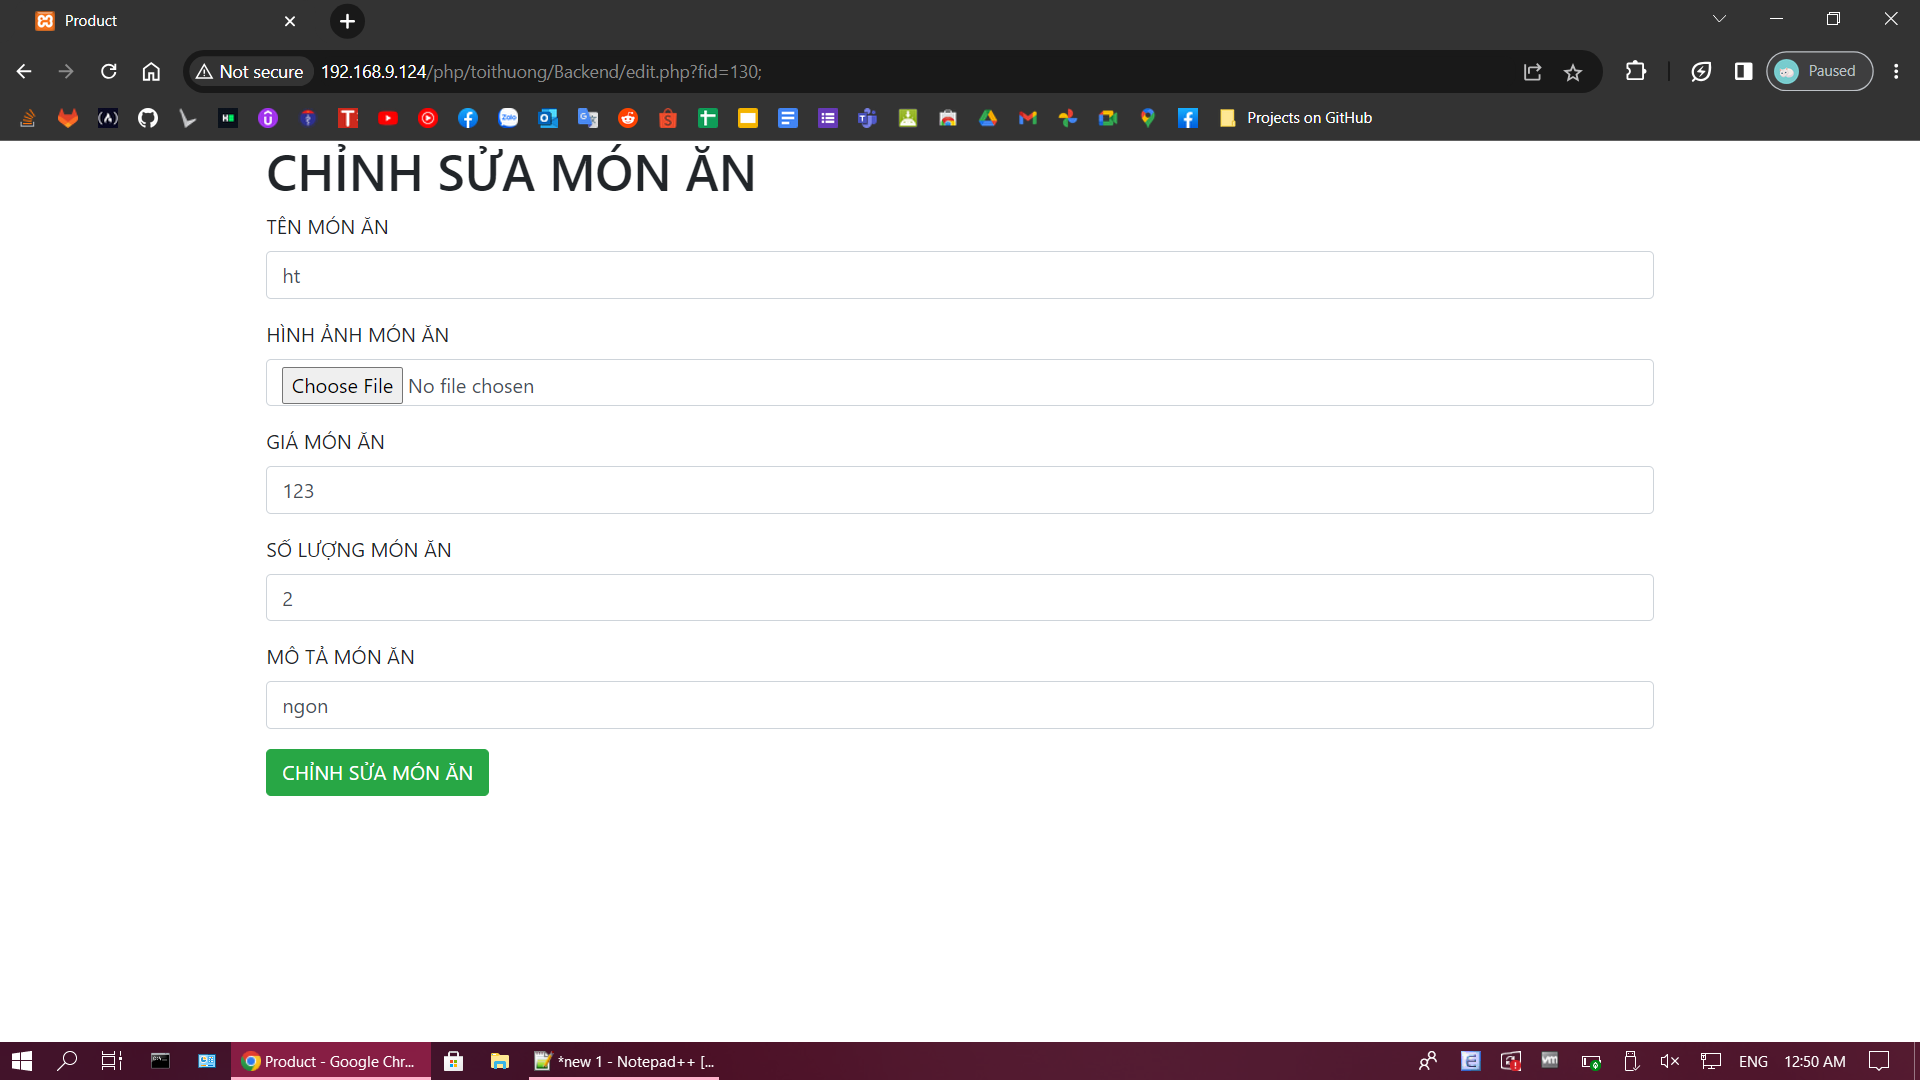 Product
Not secure 192.168.9.124/php/toithuong/Backend/edit.php?fid=130;
Paused
Projects on GitHub
CHỈNH SỬA MÓN ĂN
TÊN MÓN ĂN
ht
HÌNH ẢNH MÓN ĂN
Choose File No file chosen
GIÁ MÓN ĂN
123
SỐ LƯỢNG MÓN ĂN
2
MÔ TẢ MÓN ĂN
ngon
CHỈNH SỬA MÓN ĂN
Product - Google Chr...
*new 1 - Notepad++ [...
ENG
12:50 AM